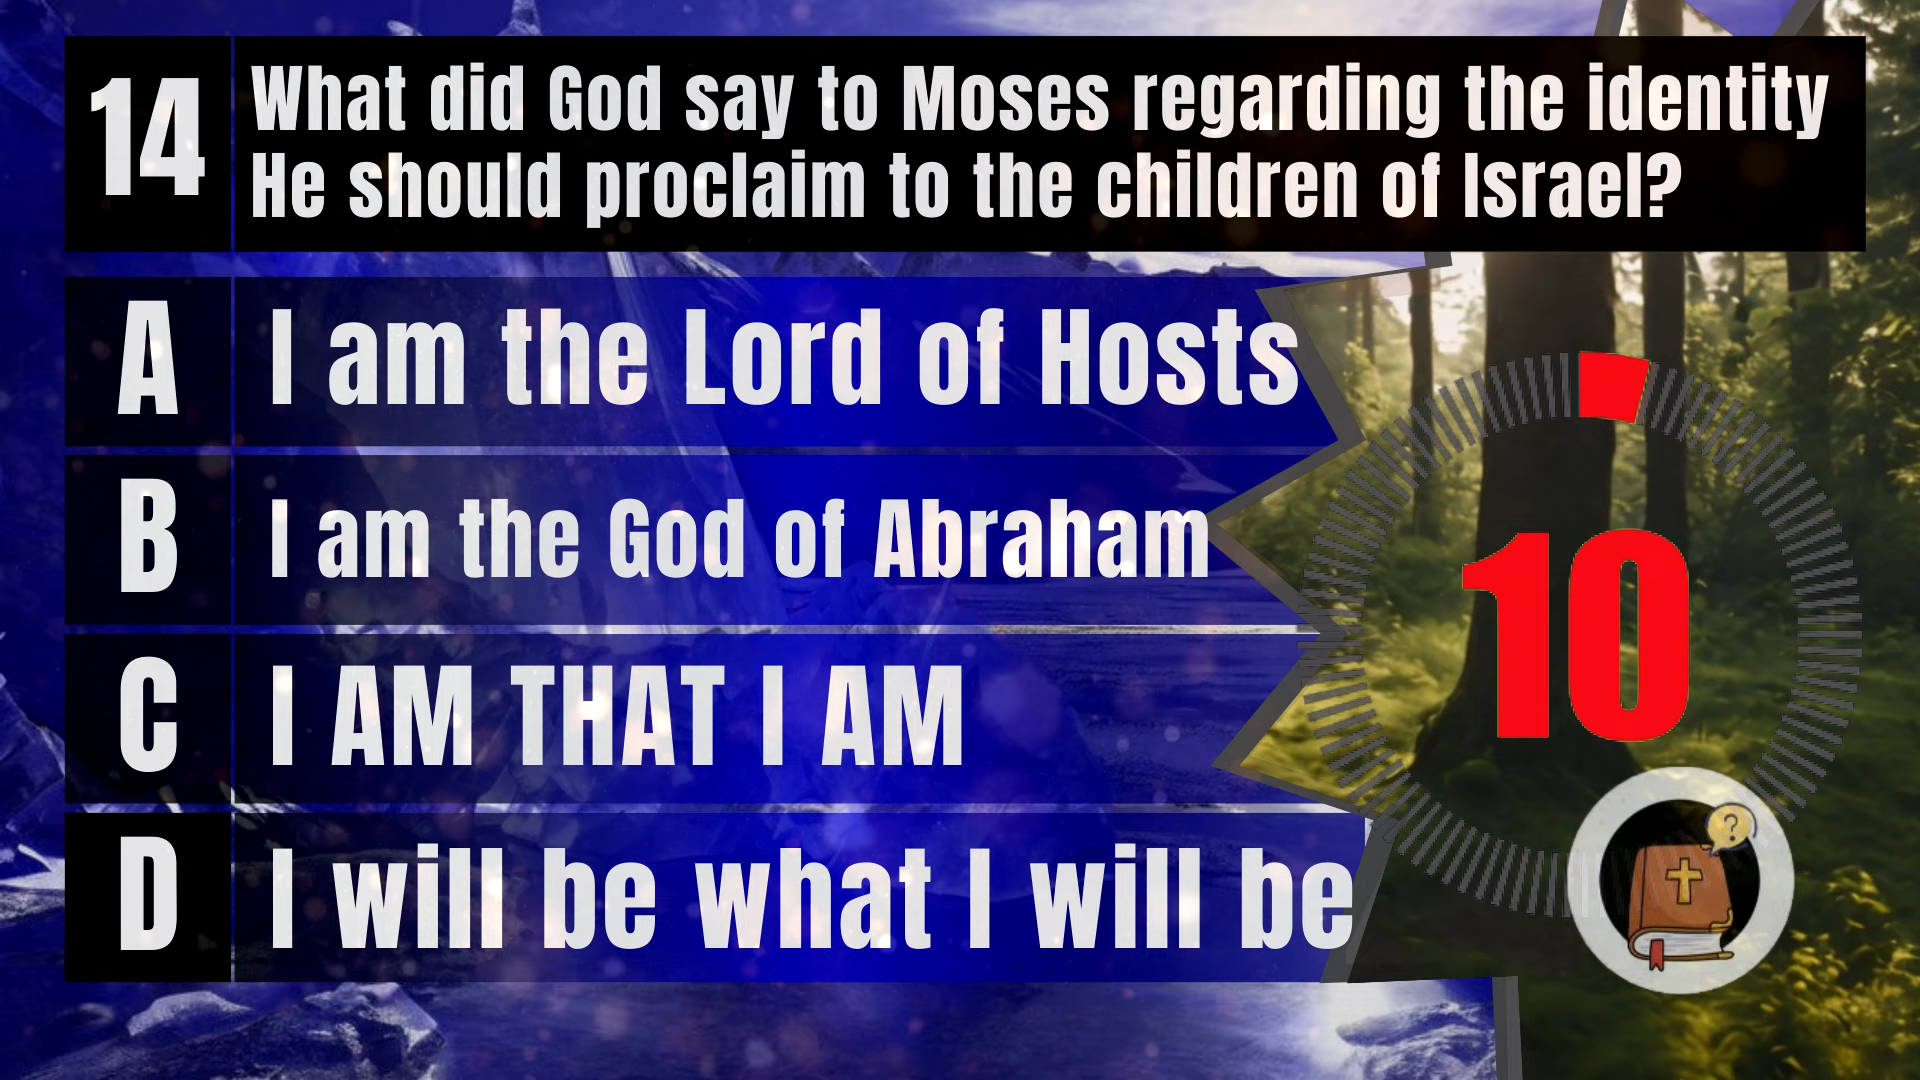 14
What did God say to Moses regarding the identity
He should proclaim to the children of Israel?
A
I am the Lord of Hosts
B
I am the God of Abraham
C
I AM THAT I AM
D
I will be what I will be
10
?